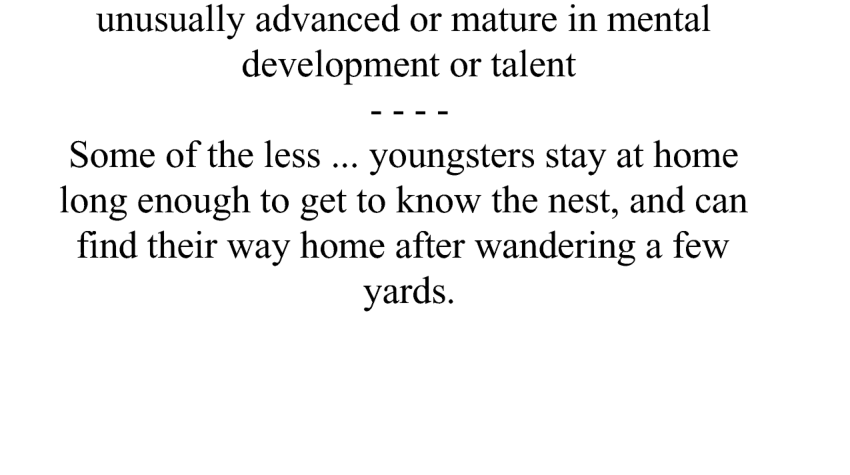 unusually advanced or mature in mental
development or talent
- - - -
Some of the less ... youngsters stay at home
long enough to get to know the nest, and can
find their way home after wandering a few
yards.